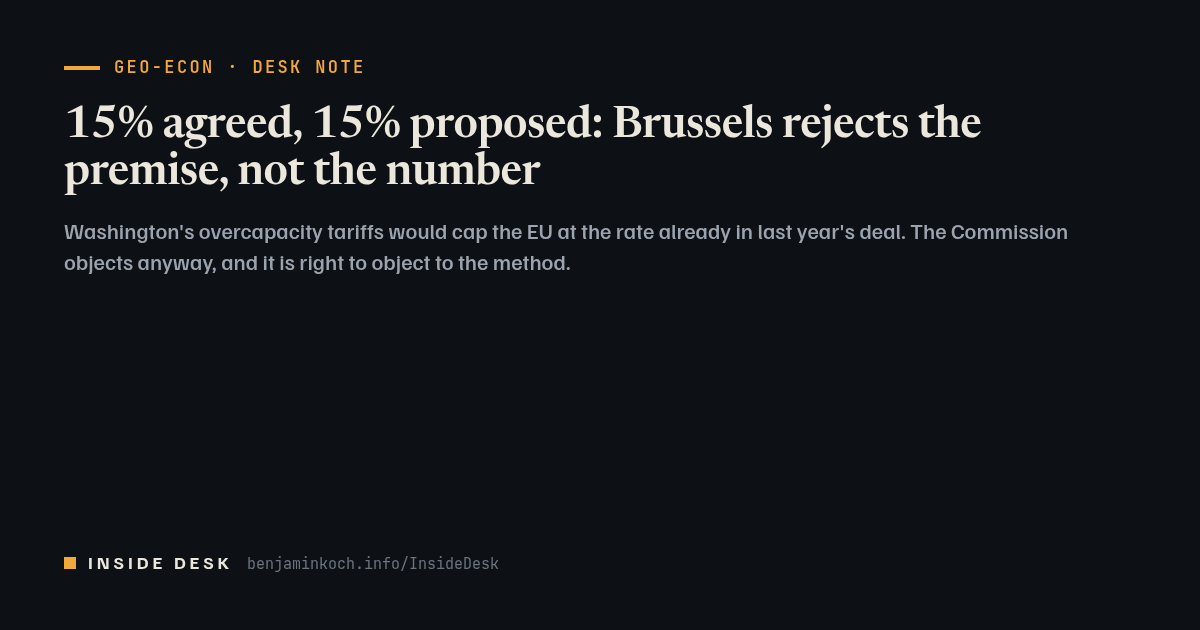 GEO-ECON · DESK NOTE
15% agreed, 15% proposed: Brussels rejects the
premise, not the number
Washington's overcapacity tariffs would cap the EU at the rate already in last year's deal. The Commission
objects anyway, and it is right to object to the method.
INSIDE DESK benjaminkoch.info/InsideDesk